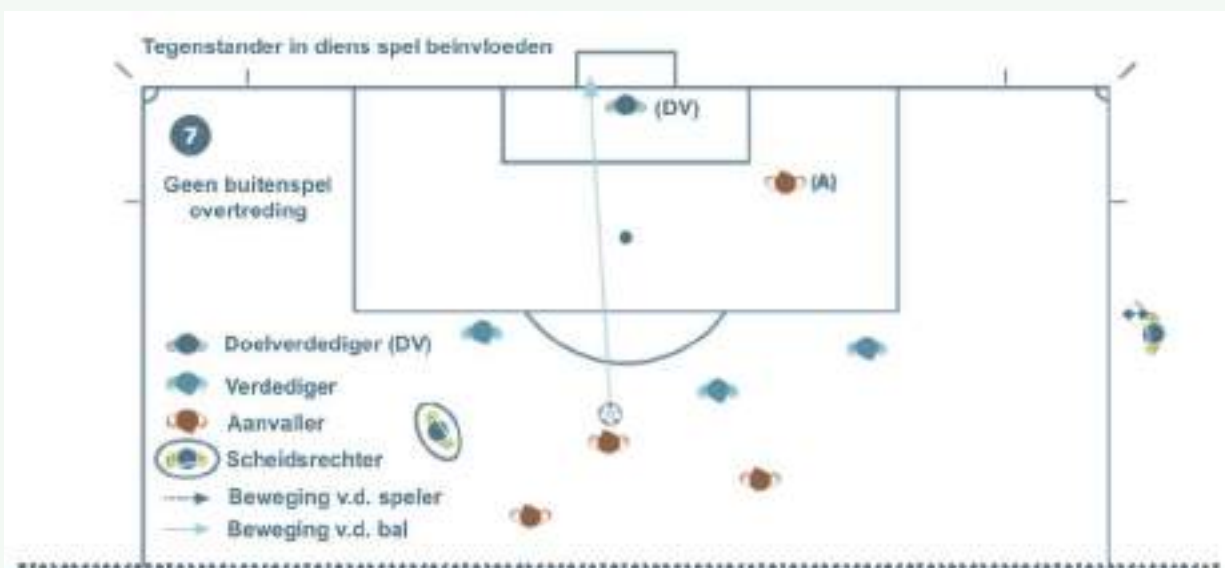 Tegenstander in diens spel beïnvloeden
(DV)
7
(A)
Geen buitenspel
overtreding
Doelverdediger (DV)
Verdediger
Aanvaller
Scheidsrechter
Beweging v.d. speler
Beweging v.d. bal